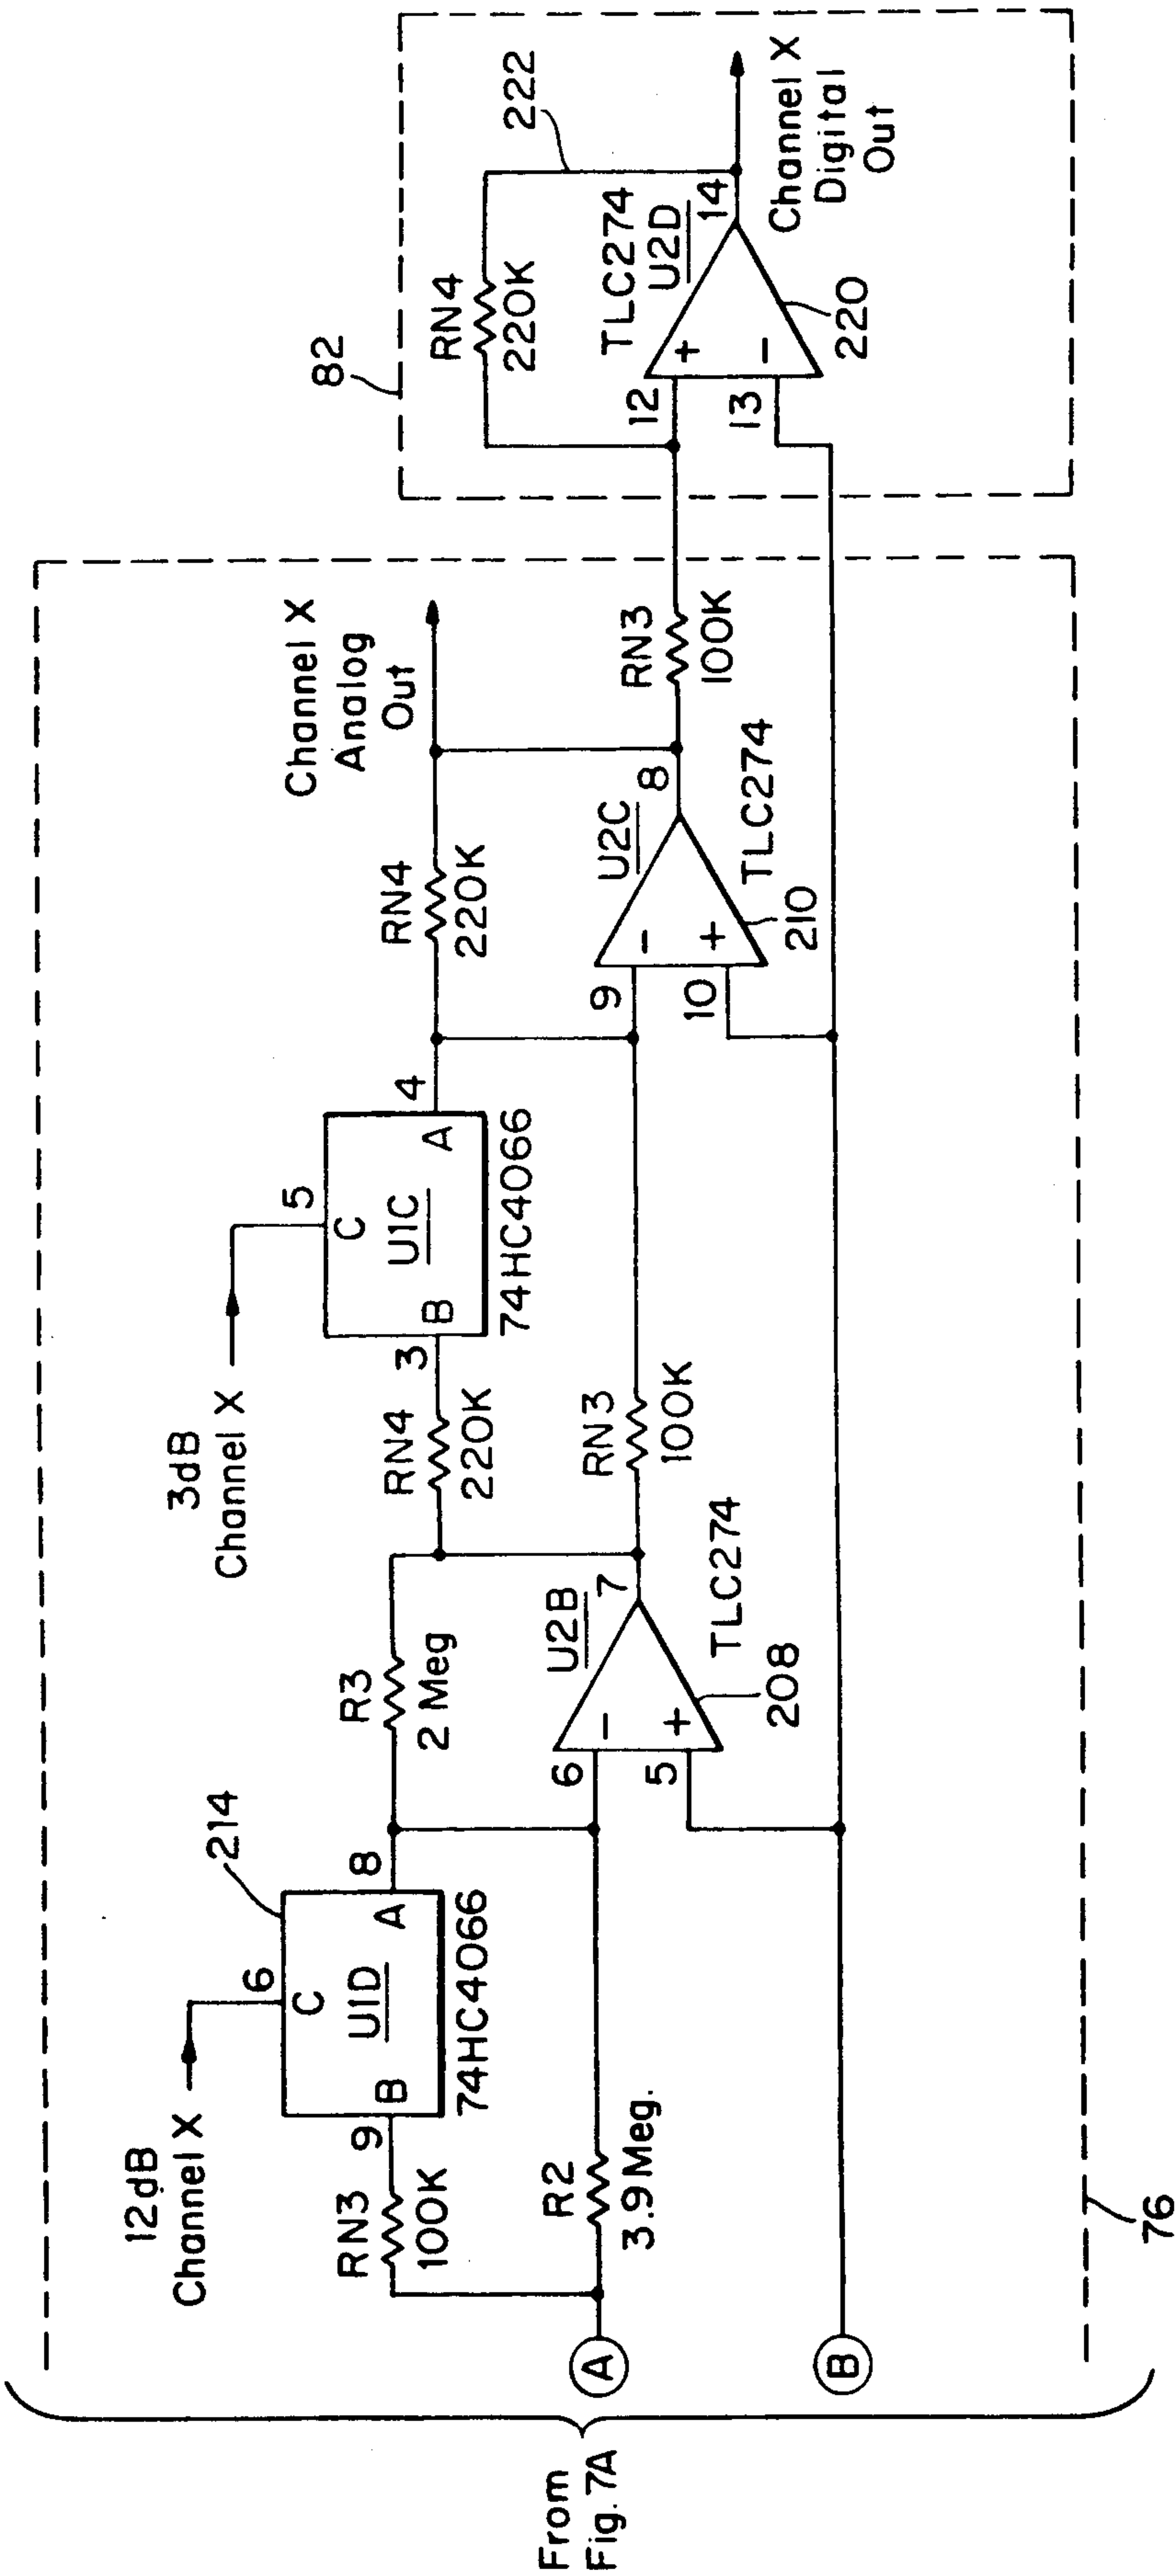 From
Fig. 7A
A
B
76
12dB
Channel X
RN3
100K
9
B
C
6
U1D
A
8
74HC4066
214
R2
3.9 Meg.
R3
2 Meg
6
5
−
+
U2B
7
TLC274
208
3dB
Channel X
RN4
220K
3
B
C
5
U1C
A
4
74HC4066
RN3
100K
RN4
220K
9
10
−
+
U2C
8
TLC274
210
Channel X
Analog
Out
RN3
100K
82
RN4
220K
222
12
13
+
−
TLC274
U2D
14
220
Channel X
Digital
Out